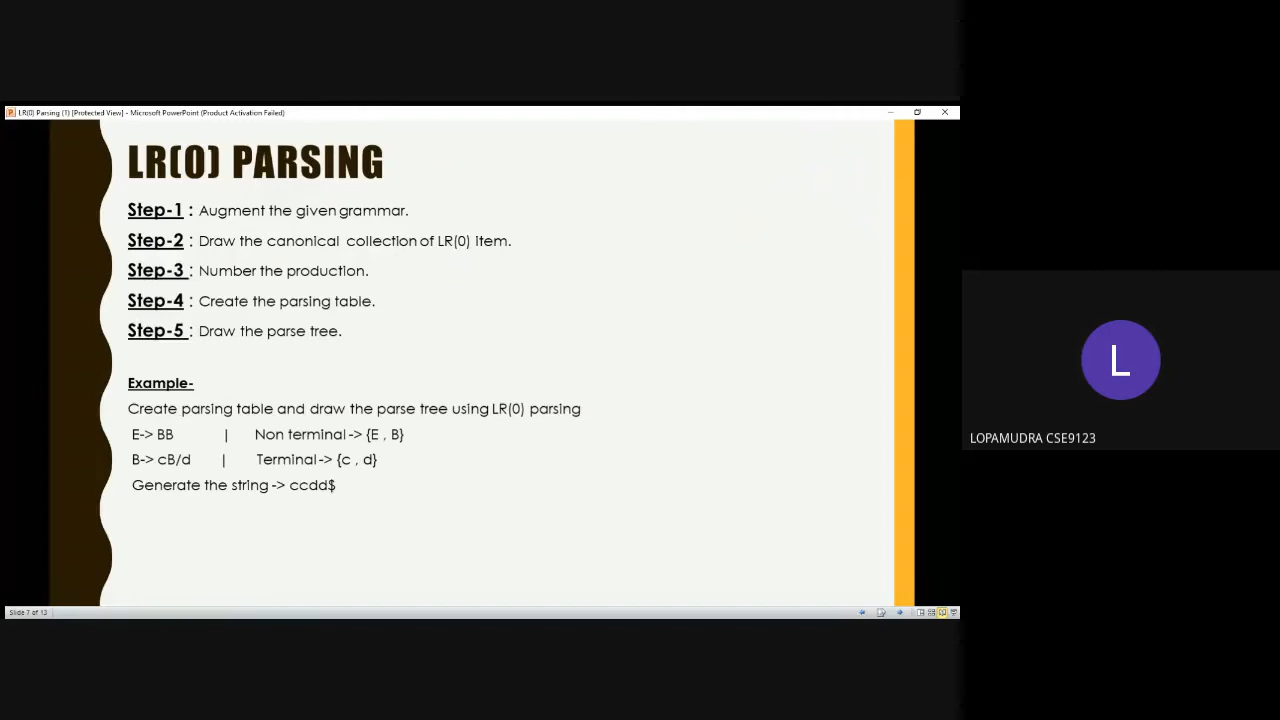 LR(0) Parsing (1) [Protected View] - Microsoft PowerPoint (Product Activation Failed)
LR(0) PARSING
Step-1 : Augment the given grammar.
Step-2 : Draw the canonical collection of LR(0) item.
Step-3 : Number the production.
Step-4 : Create the parsing table.
Step-5 : Draw the parse tree.
Example-
Create parsing table and draw the parse tree using LR(0) parsing
E-> BB | Non terminal -> {E , B}
B-> cB/d | Terminal-> {c , d}
Generate the string -> ccdd$
Slide 7 of 13
L
LOPAMUDRA CSE9123